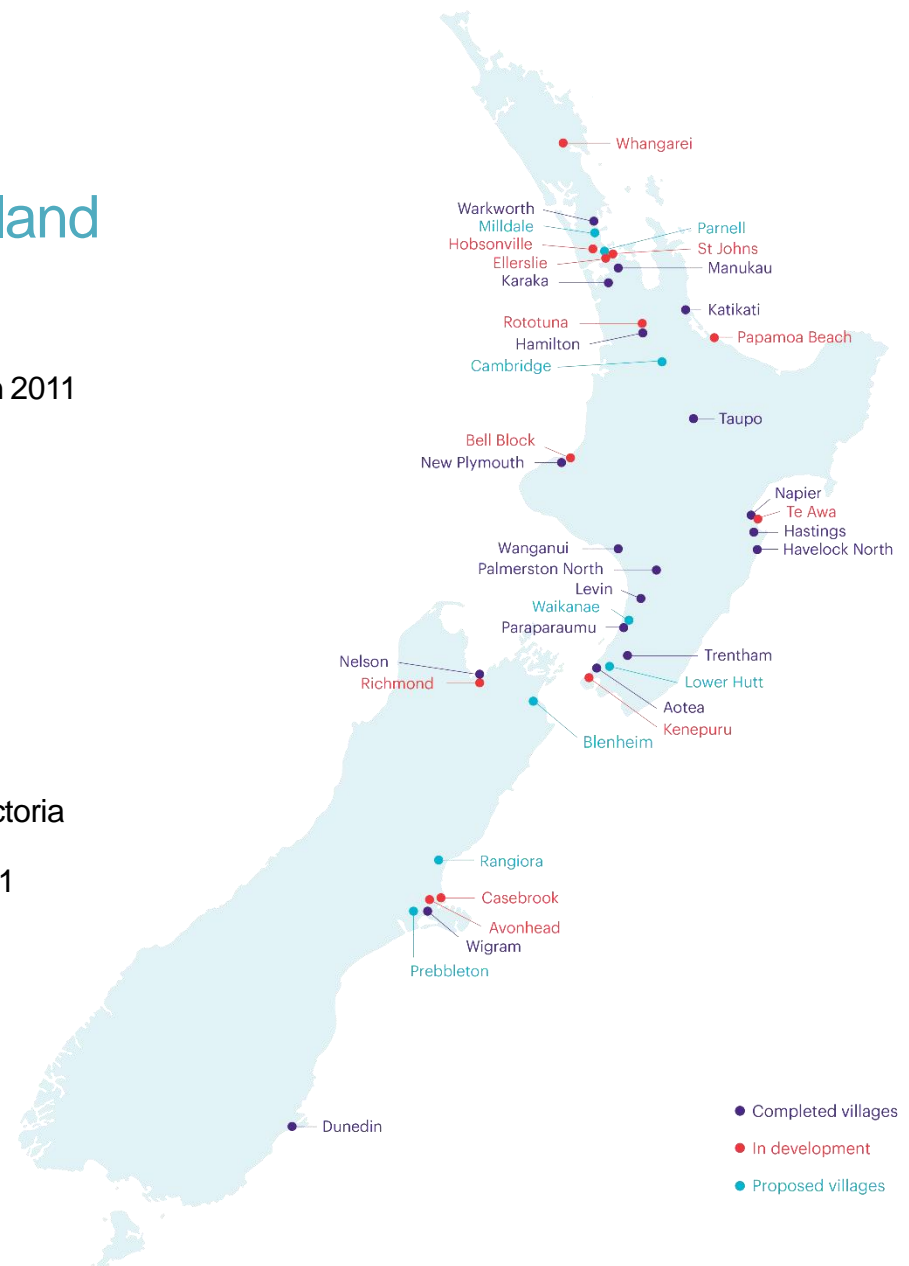 land
n 2011
ctoria
1
Whangarei
Warkworth
Milldale
Parnell
Hobsonville
St Johns
Ellerslie
Manukau
Karaka
Katikati
Rototuna
Papamoa Beach
Hamilton
Cambridge
Taupo
Bell Block
New Plymouth
Napier
Te Awa
Hastings
Wanganui
Havelock North
Palmerston North
Levin
Waikanae
Paraparaumu
Trentham
Nelson
Richmond
Lower Hutt
Aotea
Kenepuru
Blenheim
Rangiora
Casebrook
Avonhead
Wigram
Prebbleton
Dunedin
Completed villages
In development
Proposed villages